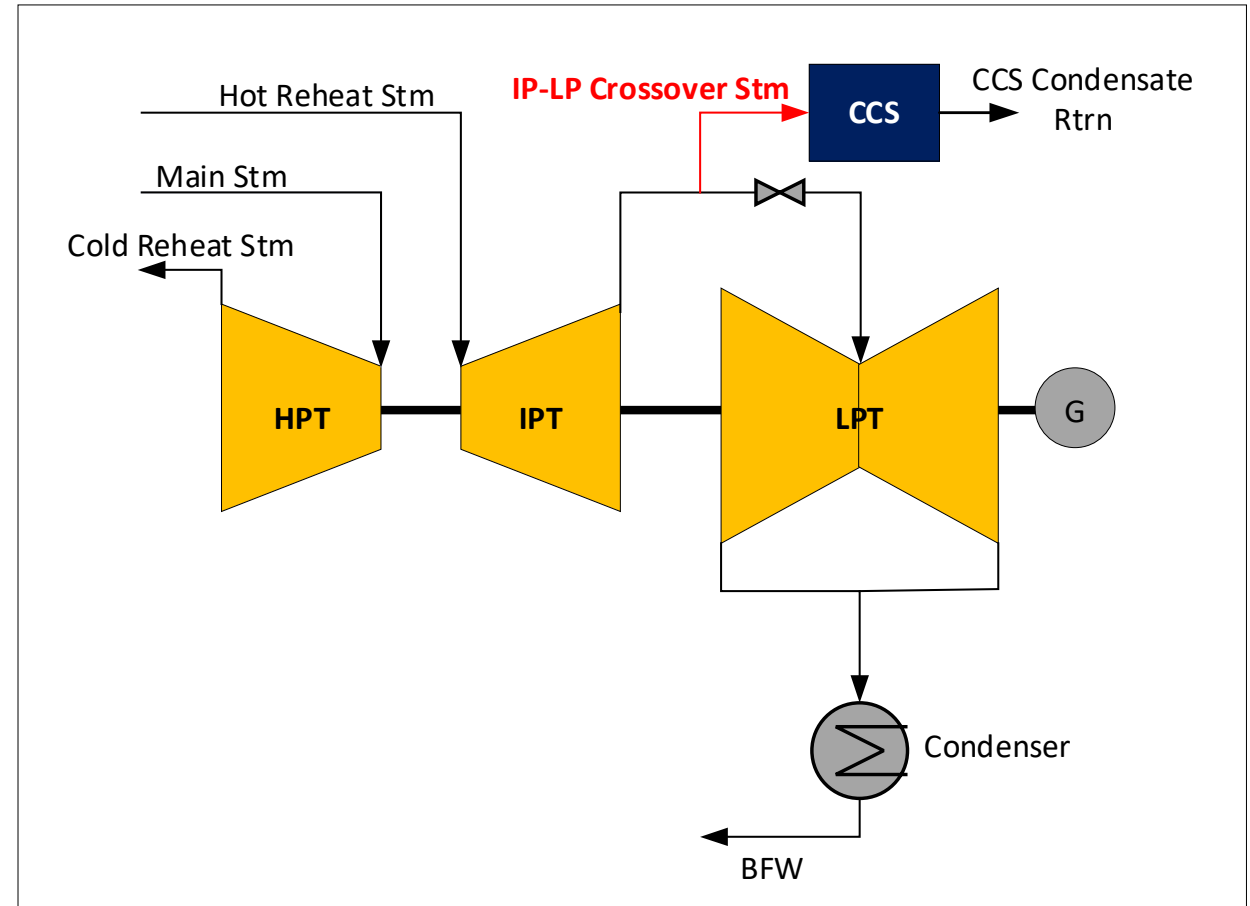 Hot Reheat Stm
IP-LP Crossover Stm
CCS
CCS Condensate
Rtrn
Main Stm
Cold Reheat Stm
HPT
IPT
LPT
G
Condenser
BFW